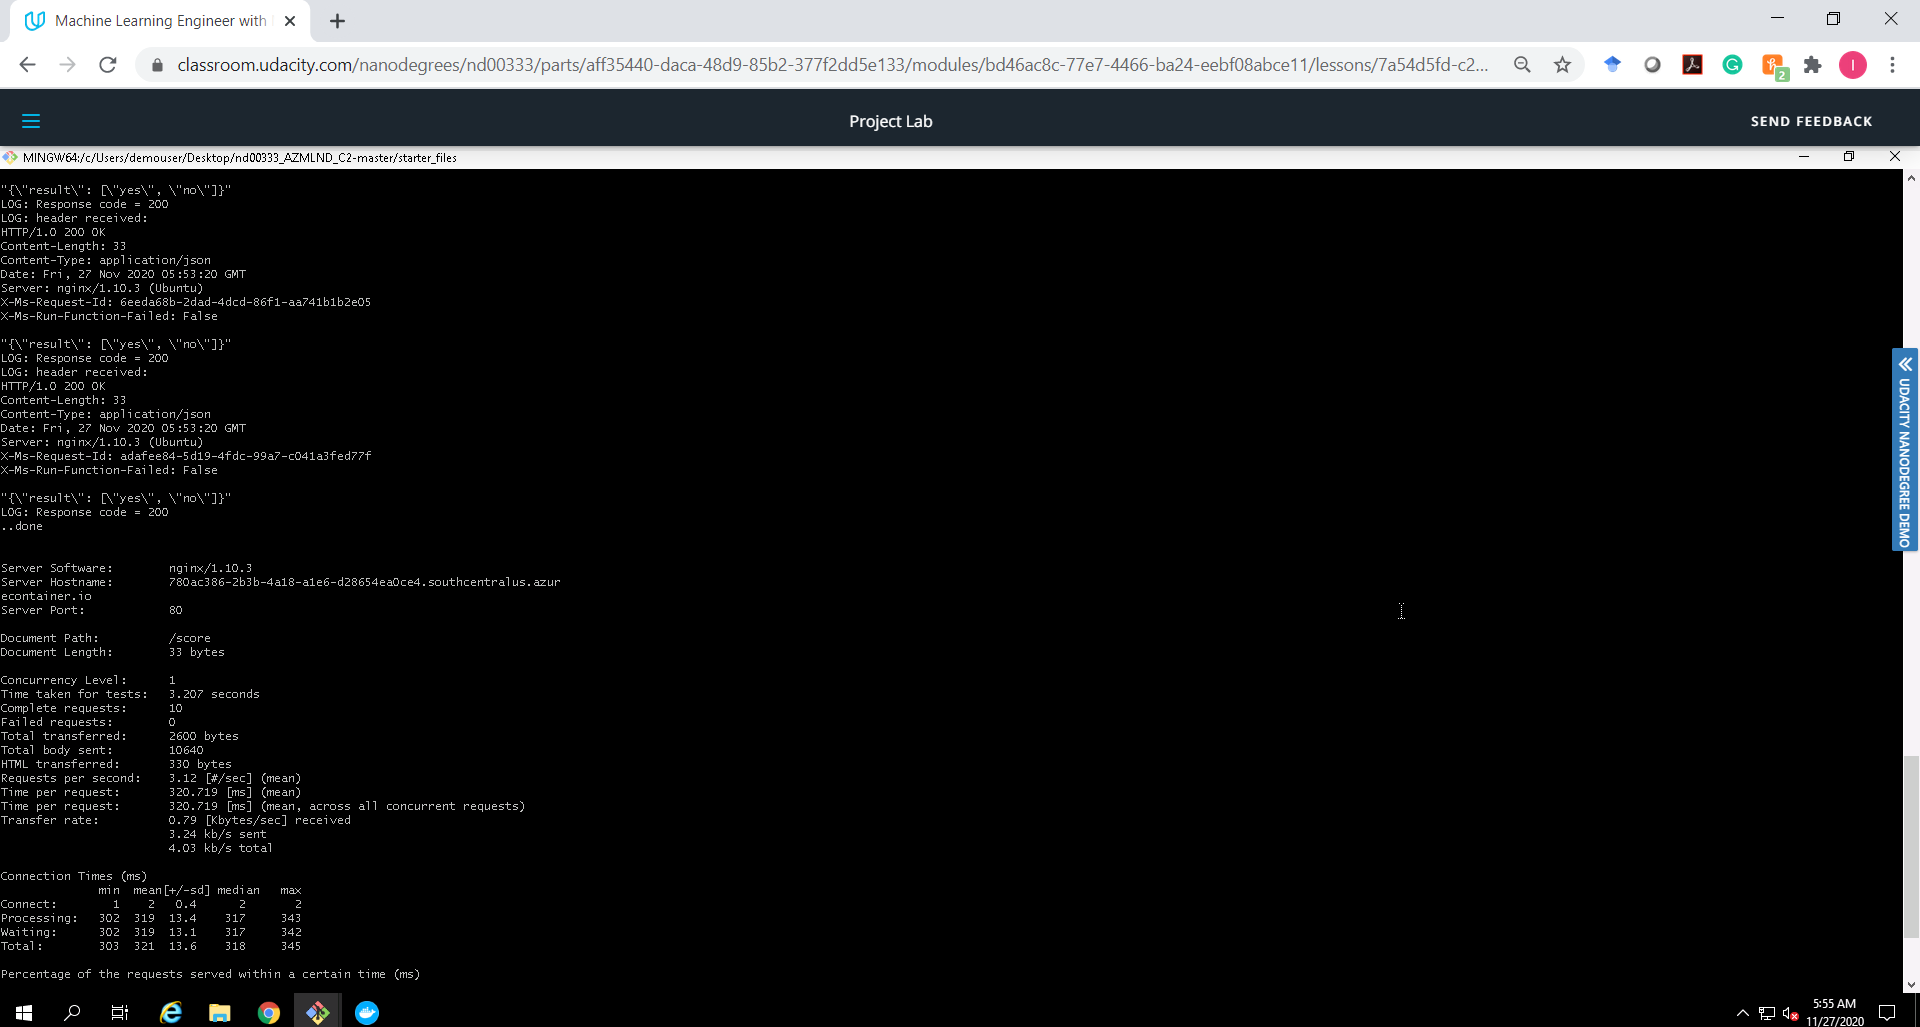 Machine Learning Engineer with
classroom.udacity.com/nanodegrees/nd00333/parts/aff35440-daca-48d9-85b2-377f2dd5e133/modules/bd46ac8c-77e7-4466-ba24-eebf08abce11/lessons/7a54d5fd-c2...
2
I
Project Lab
SEND FEEDBACK
MINGW64:/c/Users/demouser/Desktop/nd00333_AZMLND_C2-master/starter_files
"{\"result\": [\"yes\", \"no\"]}"
LOG: Response code = 200
LOG: header received:
HTTP/1.0 200 OK
Content-Length: 33
Content-Type: application/json
Date: Fri, 27 Nov 2020 05:53:20 GMT
Server: nginx/1.10.3 (Ubuntu)
X-Ms-Request-Id: 6eeda68b-2dad-4dcd-86f1-aa741b1b2e05
X-Ms-Run-Function-Failed: False
"{\"result\": [\"yes\", \"no\"]}"
LOG: Response code = 200
LOG: header received:
HTTP/1.0 200 OK
Content-Length: 33
Content-Type: application/json
Date: Fri, 27 Nov 2020 05:53:20 GMT
Server: nginx/1.10.3 (Ubuntu)
X-Ms-Request-Id: adafee84-5d19-4fdc-99a7-c041a3fed77f
X-Ms-Run-Function-Failed: False
"{\"result\": [\"yes\", \"no\"]}"
LOG: Response code = 200
..done
Server Software: nginx/1.10.3
Server Hostname: 780ac386-2b3b-4a18-a1e6-d28654ea0ce4.southcentralus.azur
econtainer.io
Server Port: 80
Document Path: /score
Document Length: 33 bytes
Concurrency Level: 1
Time taken for tests: 3.207 seconds
Complete requests: 10
Failed requests: 0
Total transferred: 2600 bytes
Total body sent: 10640
HTML transferred: 330 bytes
Requests per second: 3.12 [#/sec] (mean)
Time per request: 320.719 [ms] (mean)
Time per request: 320.719 [ms] (mean, across all concurrent requests)
Transfer rate: 0.79 [Kbytes/sec] received
3.24 kb/s sent
4.03 kb/s total
Connection Times (ms)
min mean[+/-sd] median max
Connect: 1 2 0.4 2 2
Processing: 302 319 13.4 317 343
Waiting: 302 319 13.1 317 342
Total: 303 321 13.6 318 345
Percentage of the requests served within a certain time (ms)
UDACITY NANODEGREE DEMO
5:55 AM
11/27/2020